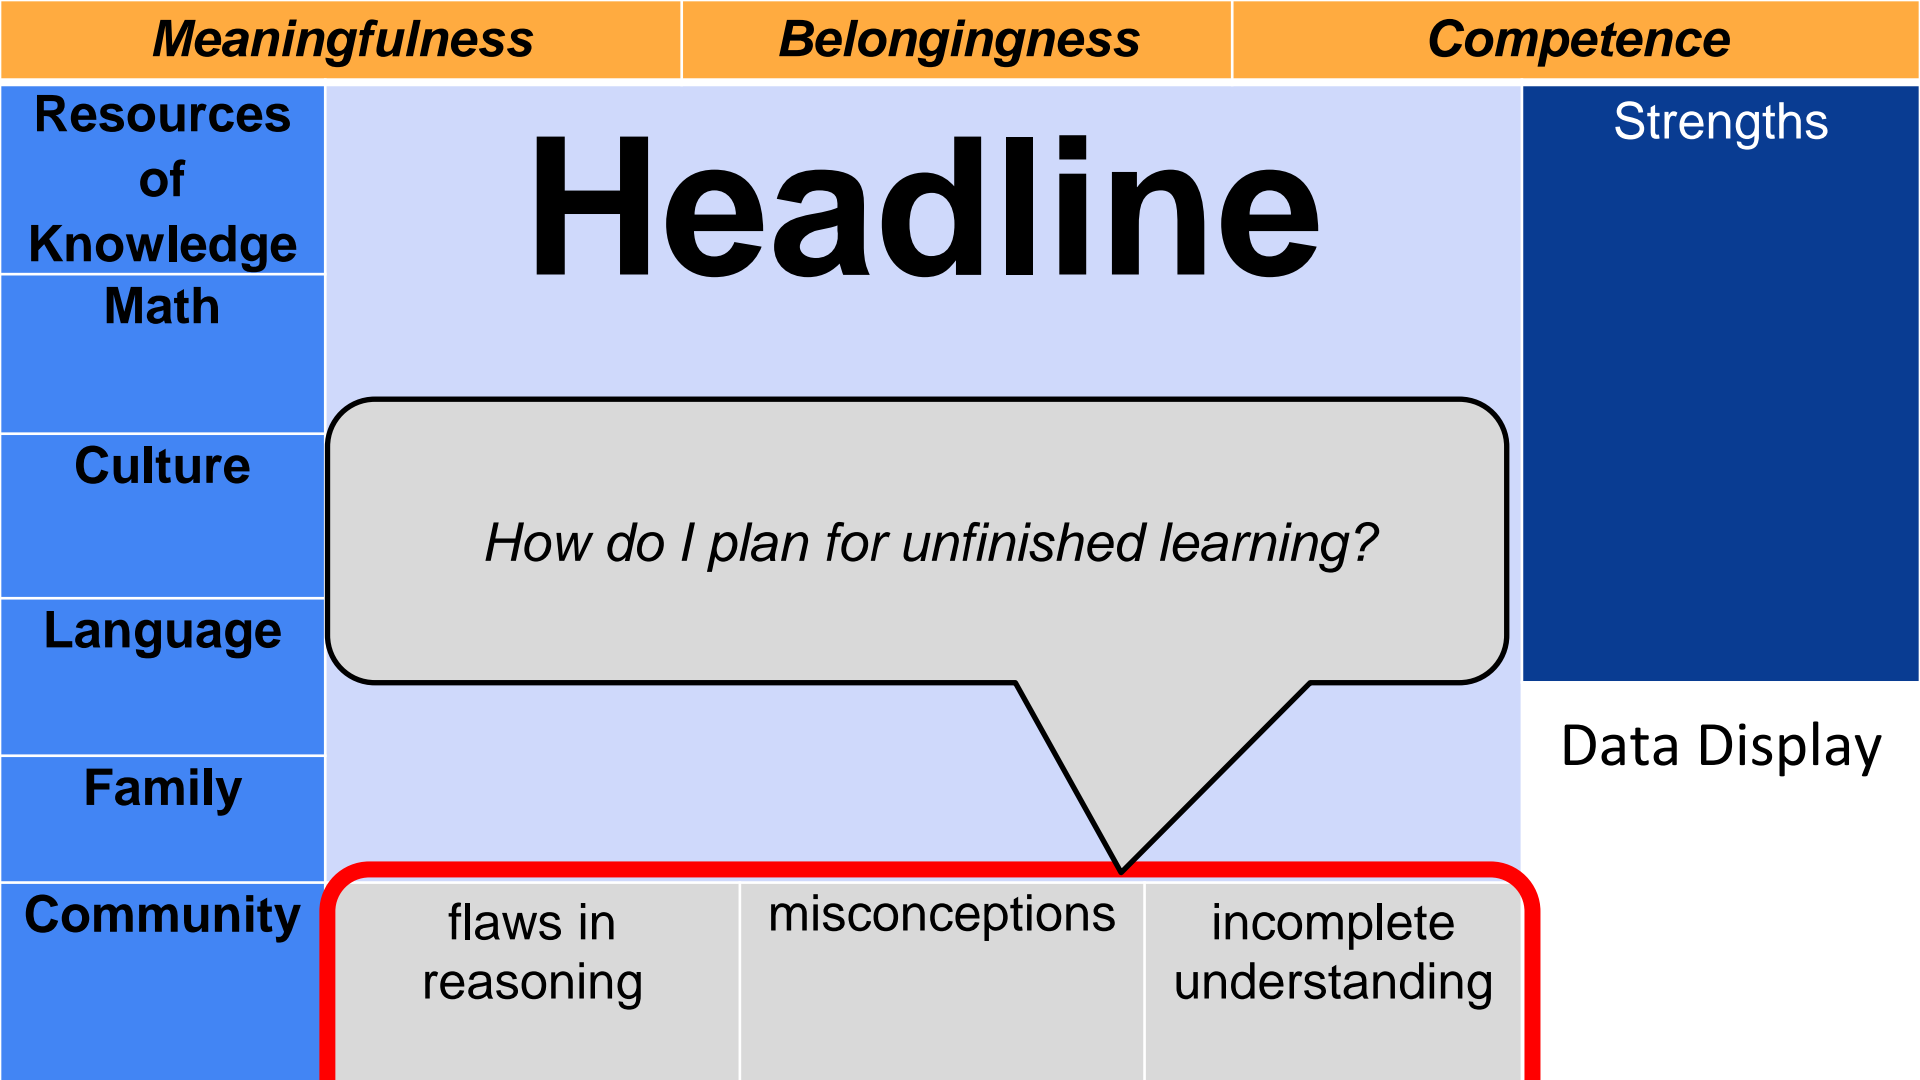 Meaningfulness
Belongingness
Competence
Resources
of
Knowledge
Math
Culture
Language
Family
Community
Headline
How do I plan for unfinished learning?
flaws in
reasoning
misconceptions
incomplete
understanding
Strengths
Data Display